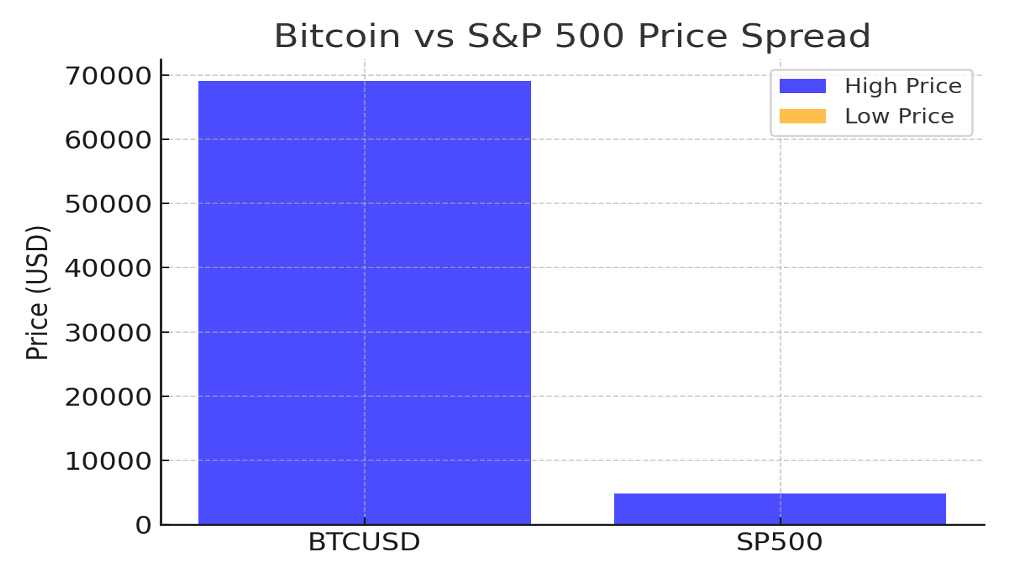 Bitcoin vs S&P 500 Price Spread
High Price
Low Price
Price (USD)
70000
60000
50000
40000
30000
20000
10000
0
BTCUSD
SP500